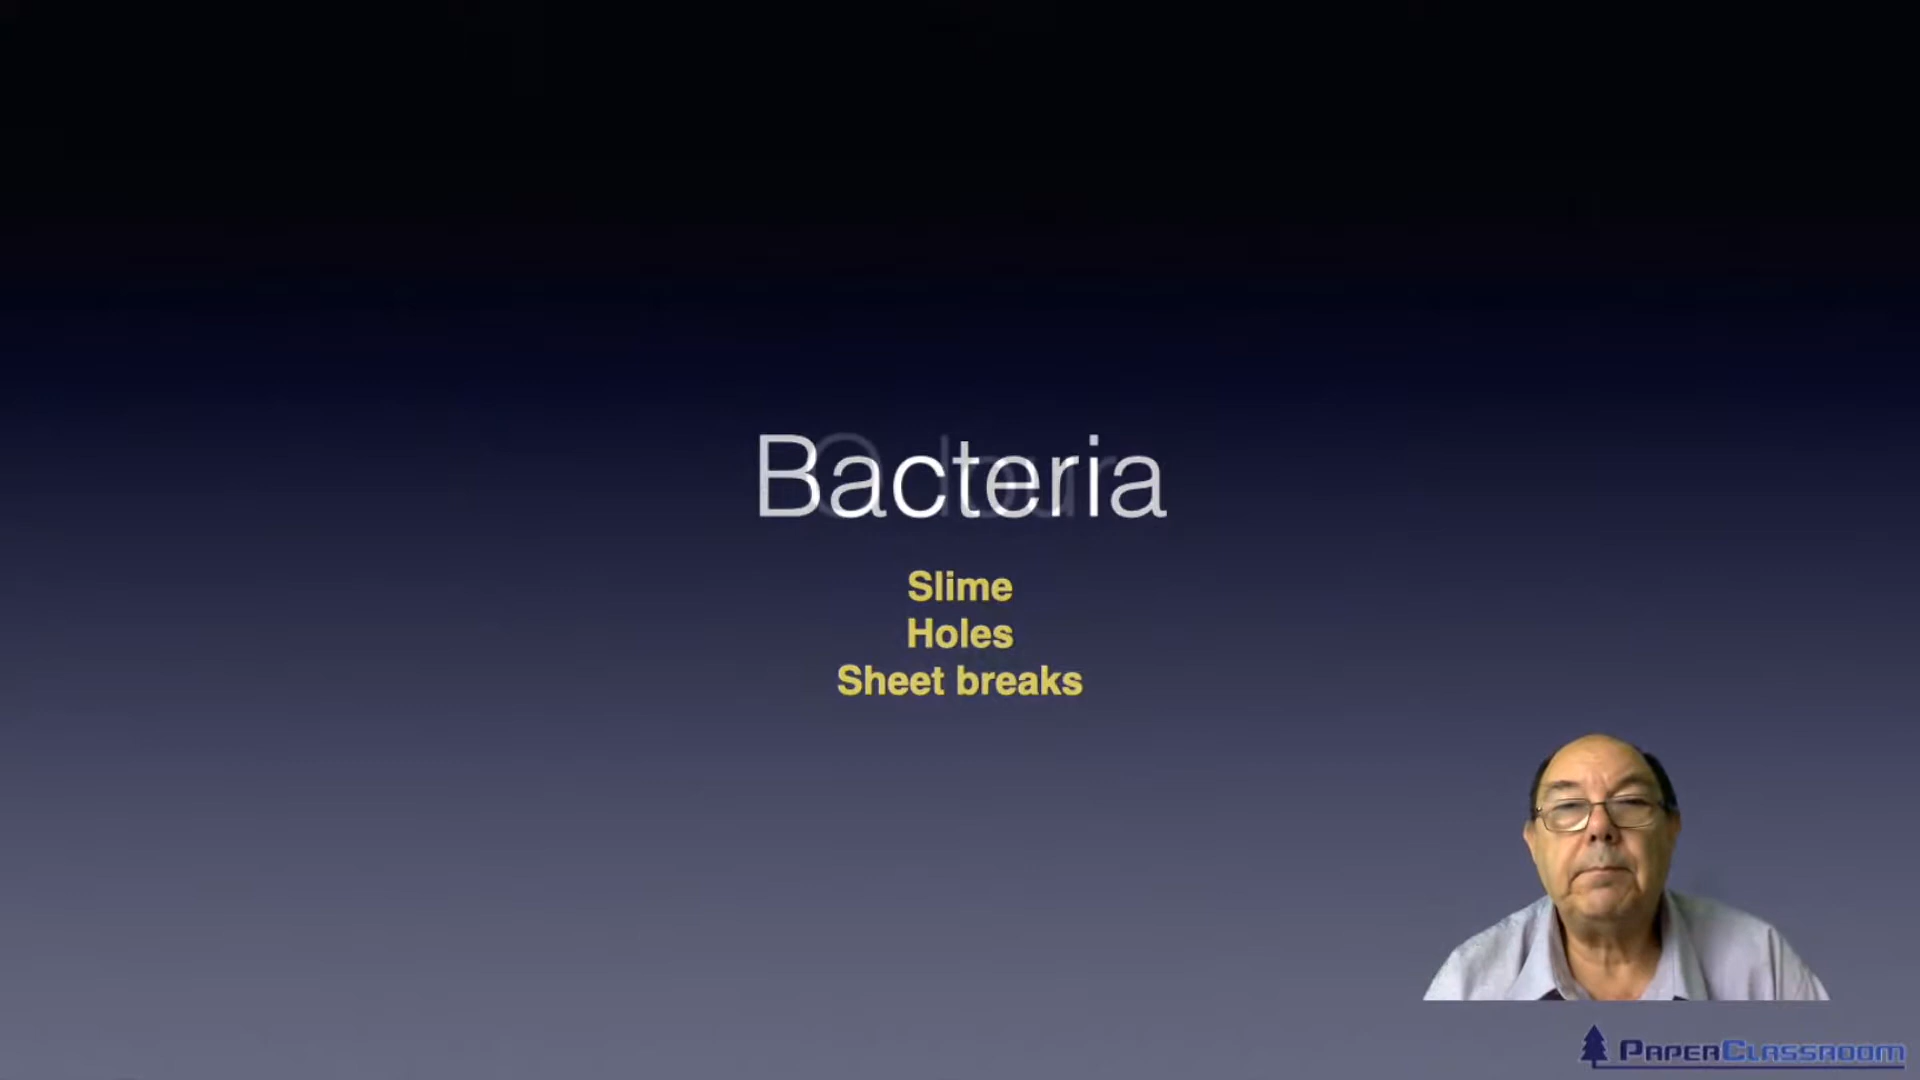 Bacteria
Slime
Holes
Sheet breaks
PaperClassroom